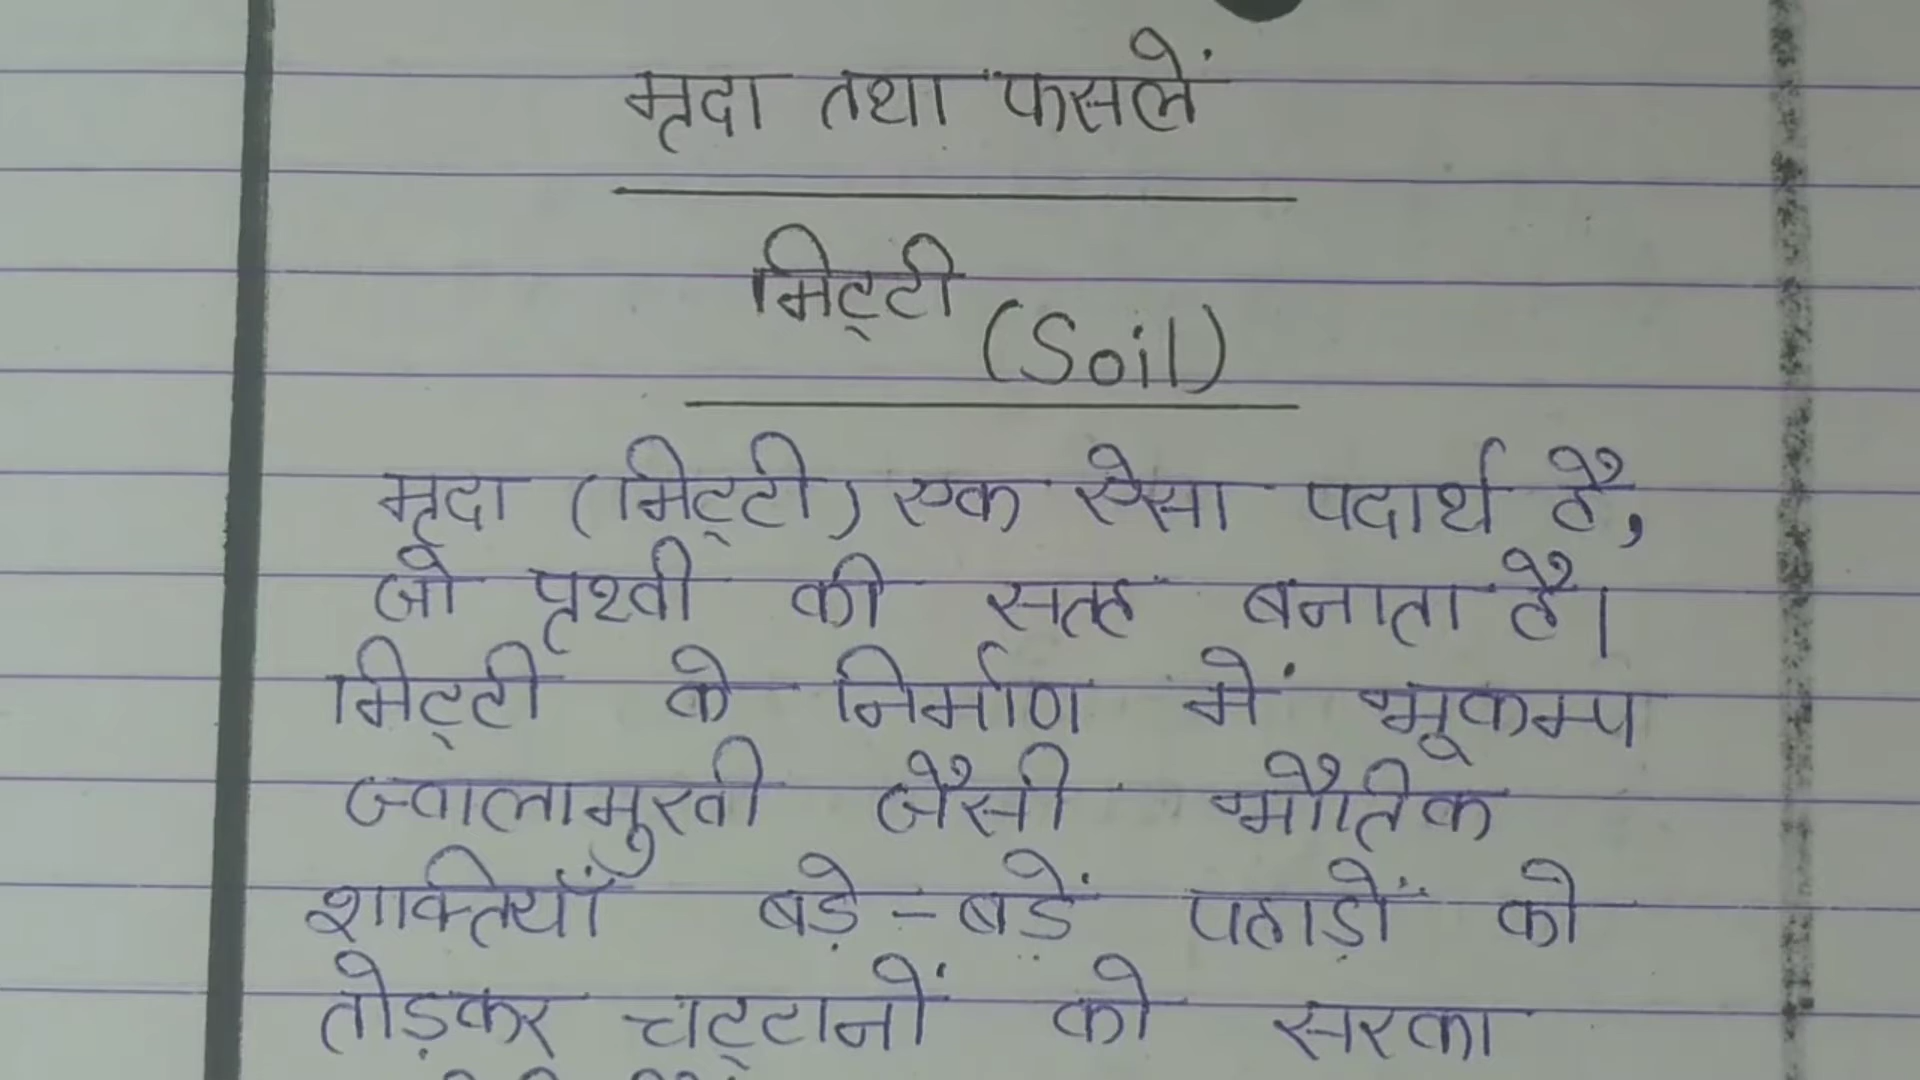 मृदा तथा फसलें
मिट्टी (Soil)
मृदा (मिट्टी) एक ऐसा पदार्थ है,
जो पृथ्वी की सतह बनाता है।
मिट्टी के निर्माण में भूकम्प
ज्वालामुखी जैसी भौतिक
शक्तियाँ बड़े - बड़ें पहाड़ों को
तोड़कर चट्टानों को सरका